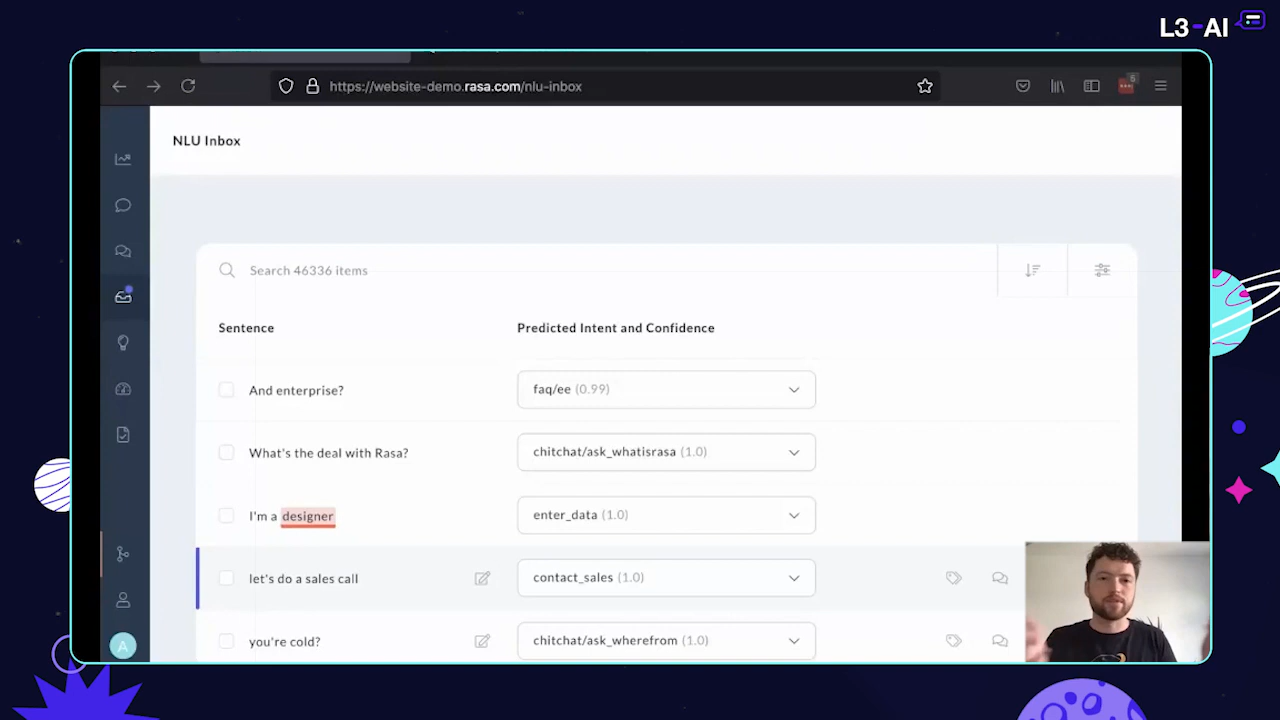 L3-AI
https://website-demo.rasa.com/nlu-inbox
6
NLU Inbox
Search 46336 items
Sentence Predicted Intent and Confidence
And enterprise? faq/ee (0.99)
What's the deal with Rasa? chitchat/ask_whatisrasa (1.0)
I'm a designer enter_data (1.0)
let's do a sales call contact_sales (1.0)
you're cold? chitchat/ask_wherefrom (1.0)
A